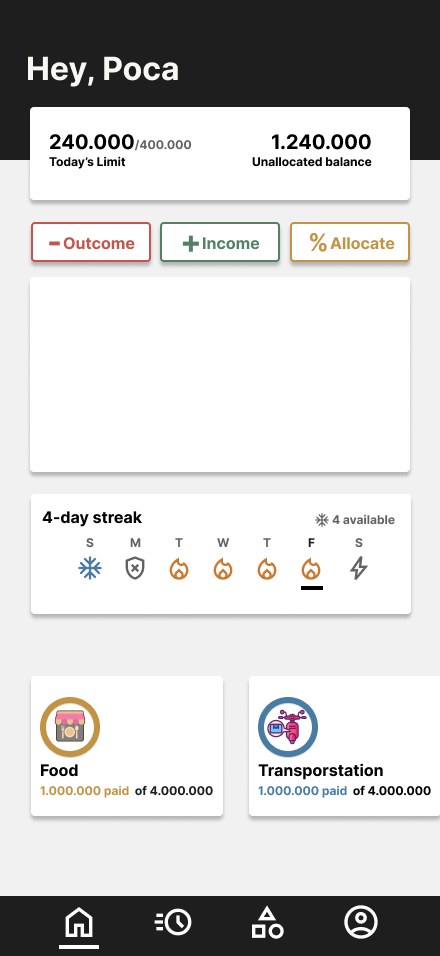 Hey, Poca
240.000/400.000 1.240.000
Today's Limit Unallocated balance
Outcome Income % Allocate
4-day streak 4 available
S M T W T F S
Food Transporstation
1.000.000 paid of 4.000.000 1.000.000 paid of 4.000.000